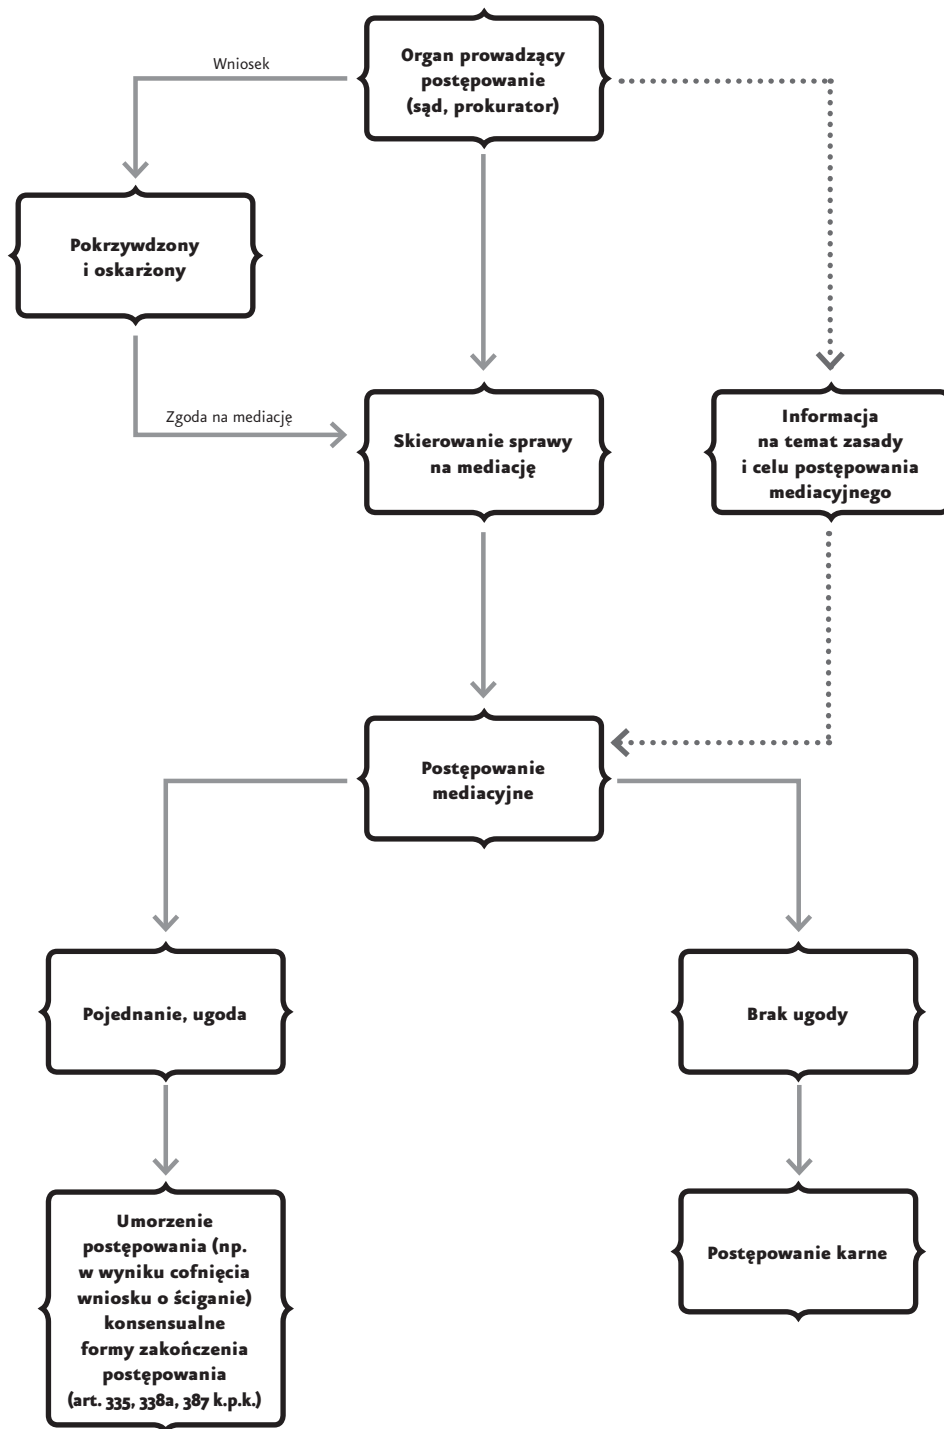 Organ prowadzący
postępowanie
(sąd, prokurator)
Wniosek
Pokrzywdzony
i oskarżony
Zgoda na mediację
Skierowanie sprawy
na mediację
Informacja
na temat zasady
i celu postępowania
mediacyjnego
Postępowanie
mediacyjne
Pojednanie, ugoda
Brak ugody
Umorzenie
postępowania (np.
w wyniku cofnięcia
wniosku o ściganie)
konsensualne
formy zakończenia
postępowania
(art. 335, 338a, 387 k.p.k.)
Postępowanie karne